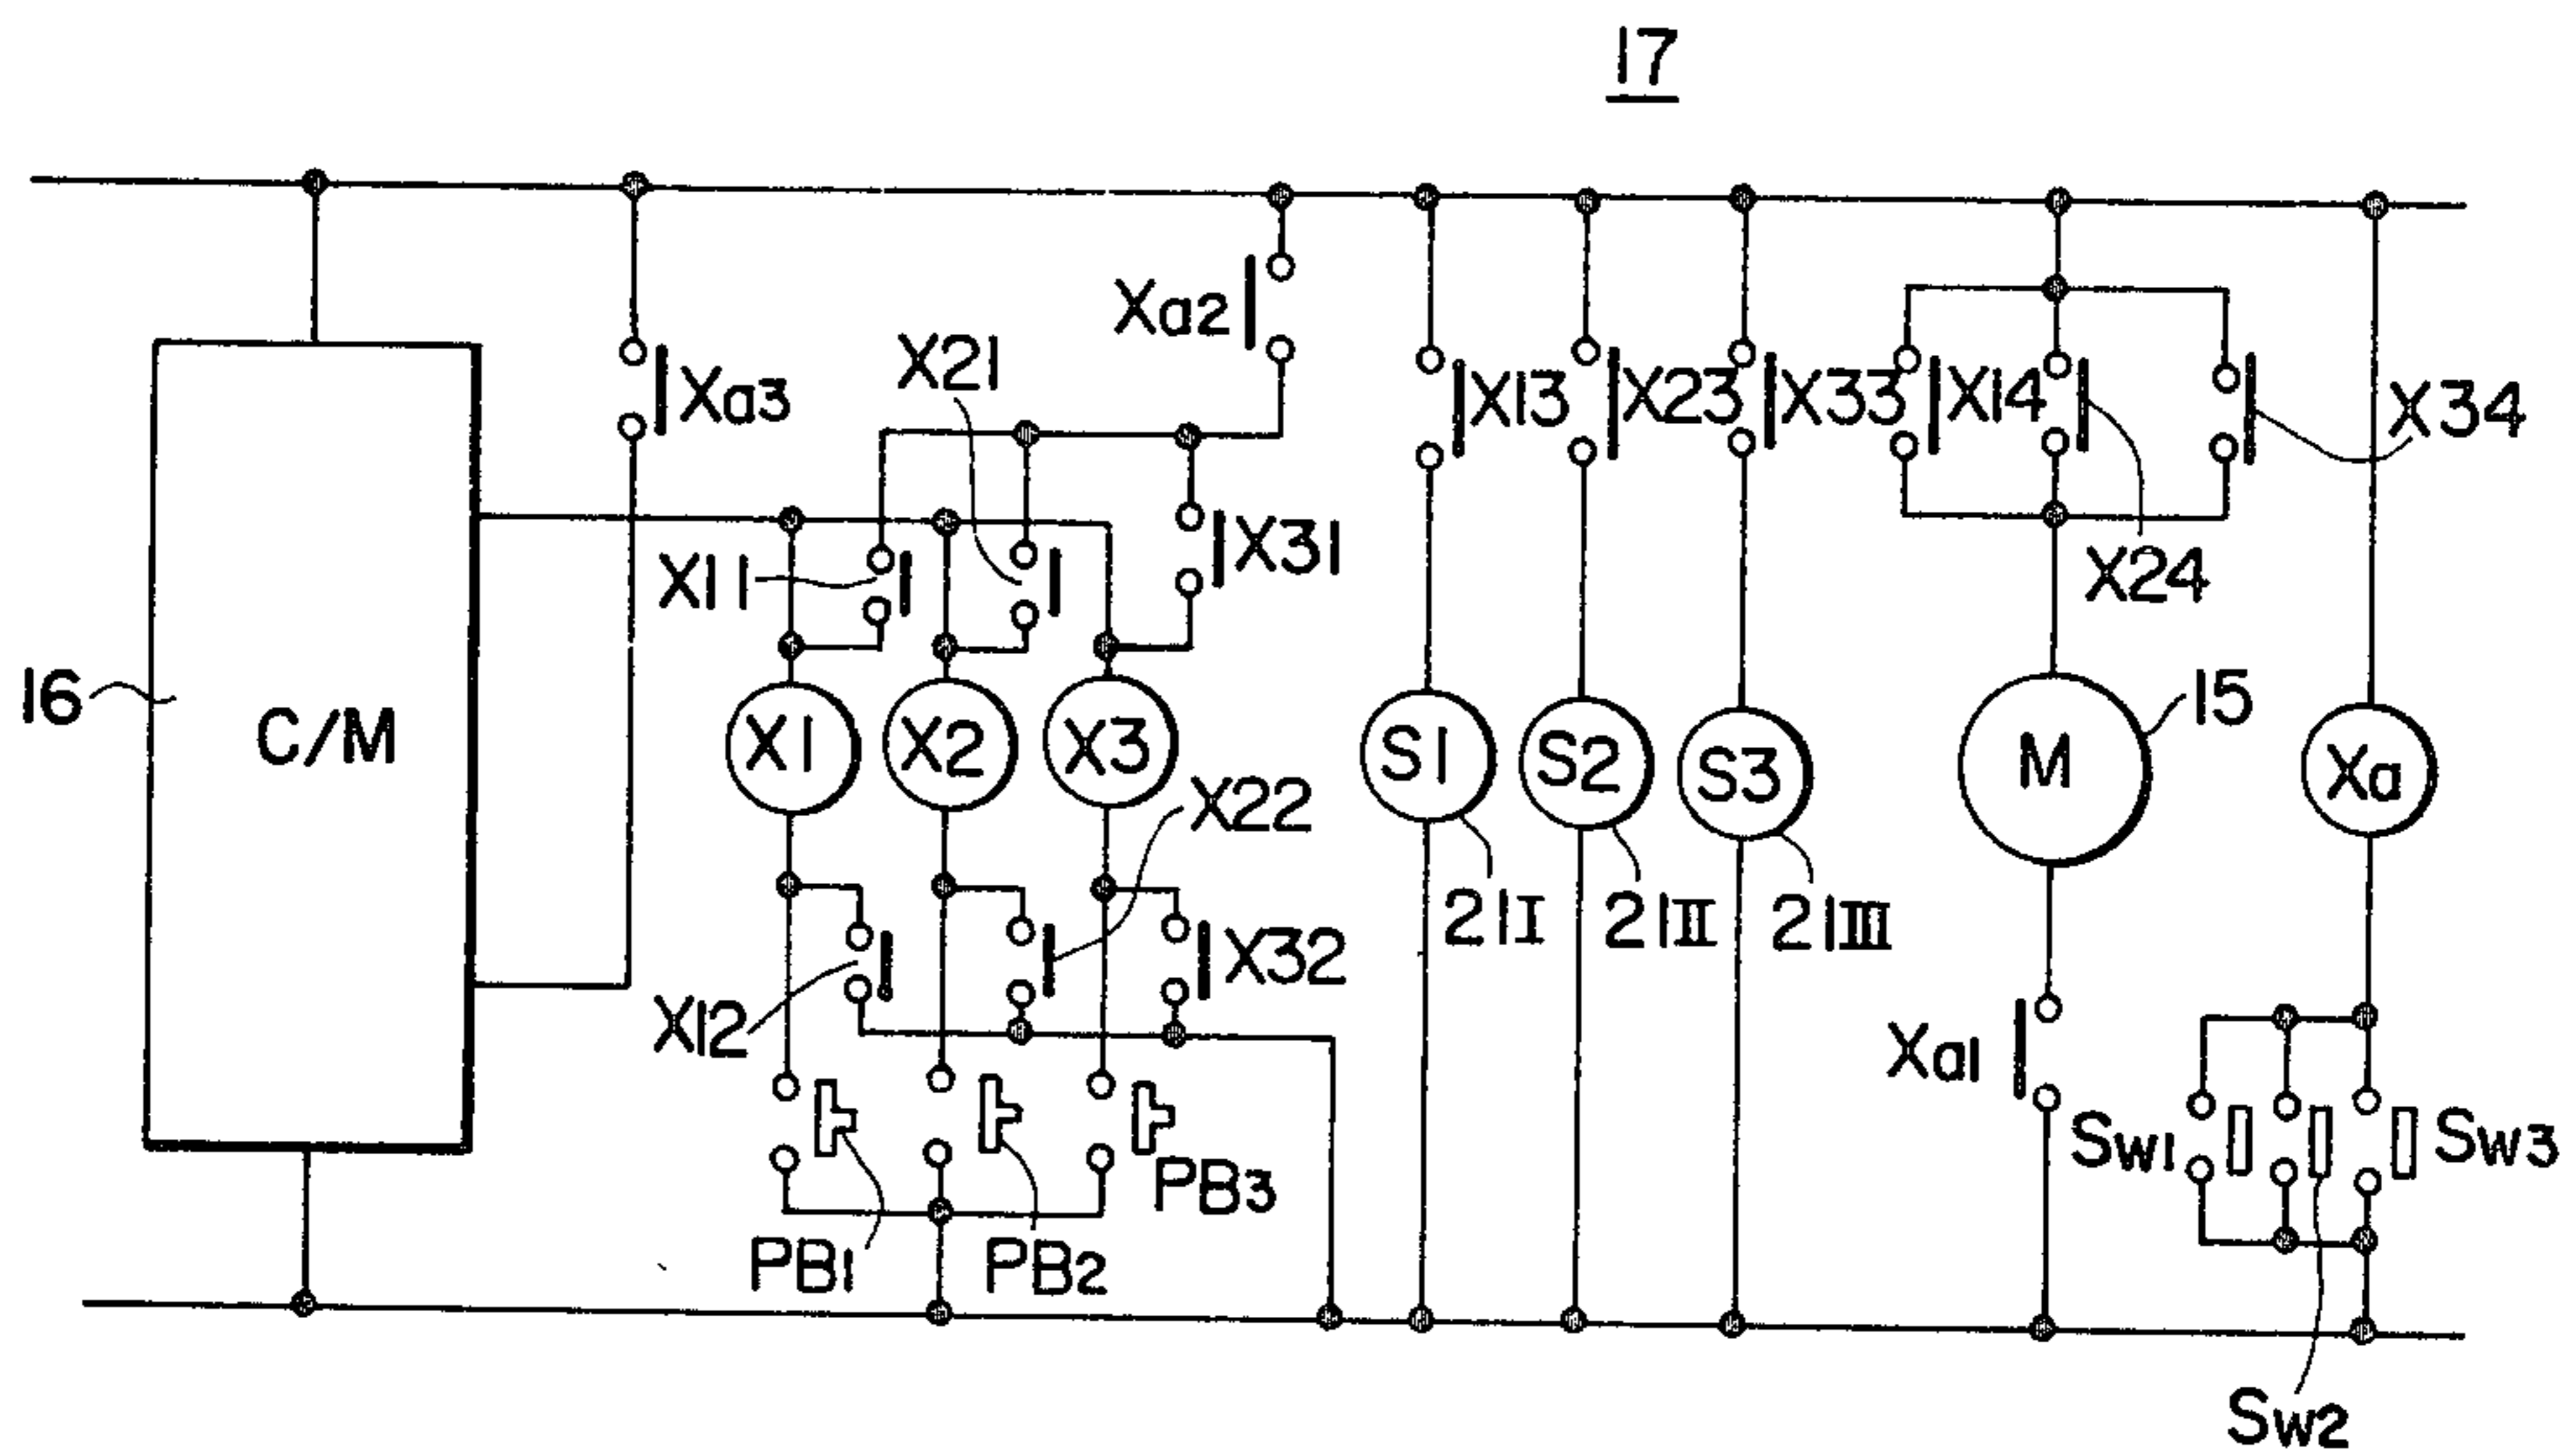 17
Xa2
X21
Xa3
X13
X23
X33
X14
X34
X11
X31
X24
16
C/M
X1
X2
X3
S1
S2
S3
M
15
Xa
X22
21I
21II
21III
X12
X32
Xa1
Sw1
Sw3
PB3
PB1
PB2
Sw2